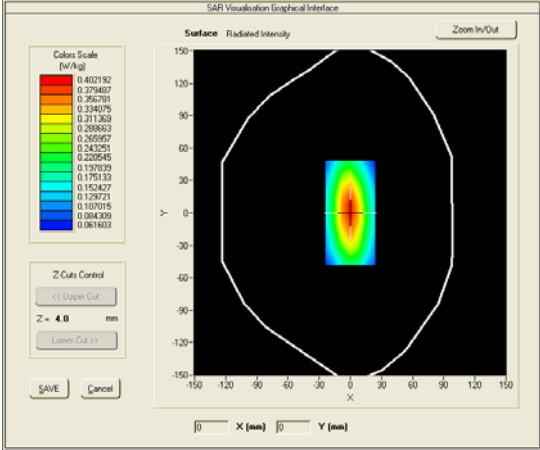 SAR Visualisation Graphical Interface
Surface Radiated Intensity
Zoom In/Out
Colors Scale
(W/kg)
0.402192
0.379487
0.356781
0.334075
0.311369
0.288663
0.265957
0.243251
0.220545
0.197839
0.175133
0.152427
0.129721
0.107015
0.084309
0.061603
Z-Cuts Control
<< Upper Cut
Z = 4.0 mm
Lower Cut >>
SAVE Cancel
150
120
90
60
30
0
-30
-60
-90
-120
-150
Y
-150 -120 -90 -60 -30 0 30 60 90 120 150
X
0 X (mm) 0 Y (mm)